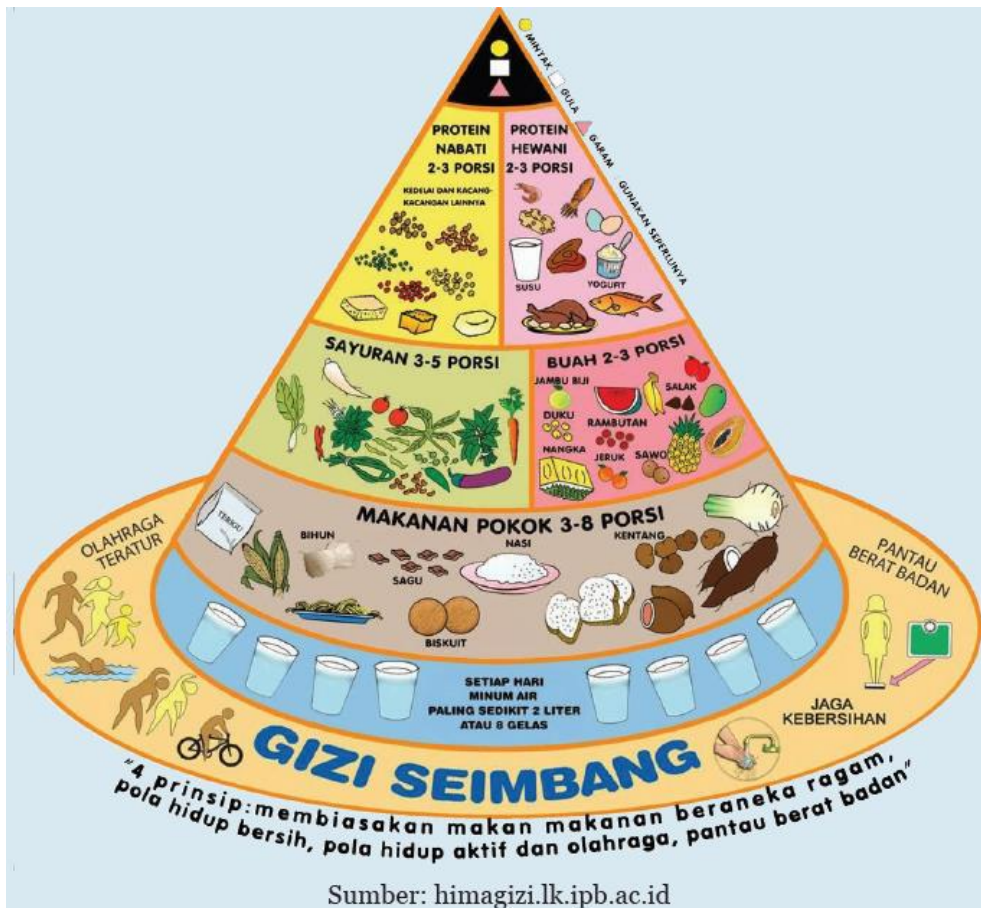 MINYAK
GULA
GARAM
GUNAKAN SEPERLUNYA
PROTEIN
NABATI
2-3 PORSI
KEDELAI DAN KACANG-
KACANGAN LAINNYA
PROTEIN
HEWANI
2-3 PORSI
SUSU
YOGURT
SAYURAN 3-5 PORSI
BUAH 2-3 PORSI
JAMBU BIJI
SALAK
DUKU
RAMBUTAN
NANGKA
JERUK
SAWO
MAKANAN POKOK 3-8 PORSI
TERIGU
BIHUN
SAGU
NASI
KENTANG
BISKUIT
OLAHRAGA
TERATUR
PANTAU
BERAT BADAN
SETIAP HARI
MINUM AIR
PALING SEDIKIT 2 LITER
ATAU 8 GELAS
JAGA
KEBERSIHAN
GIZI SEIMBANG
"4 prinsip:membiasakan makan makanan beraneka ragam,
pola hidup bersih, pola hidup aktif dan olahraga, pantau berat badan"
Sumber: himagizi.lk.ipb.ac.id